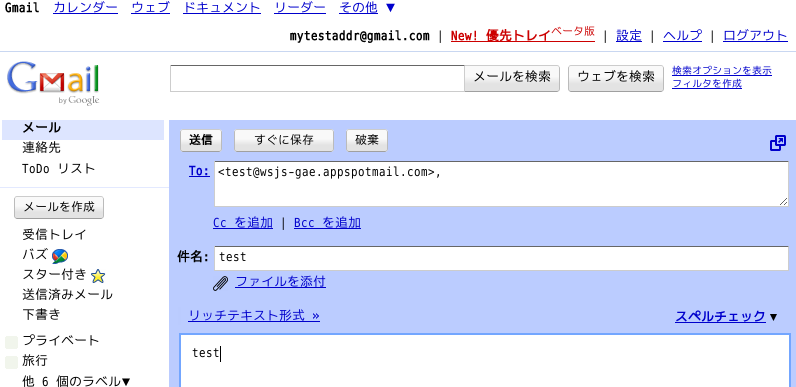 Gmail カレンダー ウェブ ドキュメント リーダー その他 ▼
mytestaddr@gmail.com | New! 優先トレイベータ版 | 設定 | ヘルプ | ログアウト
Gmail
by Google
メールを検索 ウェブを検索 検索オプションを表示
フィルタを作成
メール
連絡先
ToDo リスト
メールを作成
受信トレイ
バズ
スター付き
送信済みメール
下書き
プライベート
旅行
他 6 個のラベル▼
送信 すぐに保存 破棄
To: <test@wsjs-gae.appspotmail.com>,
Cc を追加 | Bcc を追加
件名: test
ファイルを添付
リッチテキスト形式 » スペルチェック ▼
test